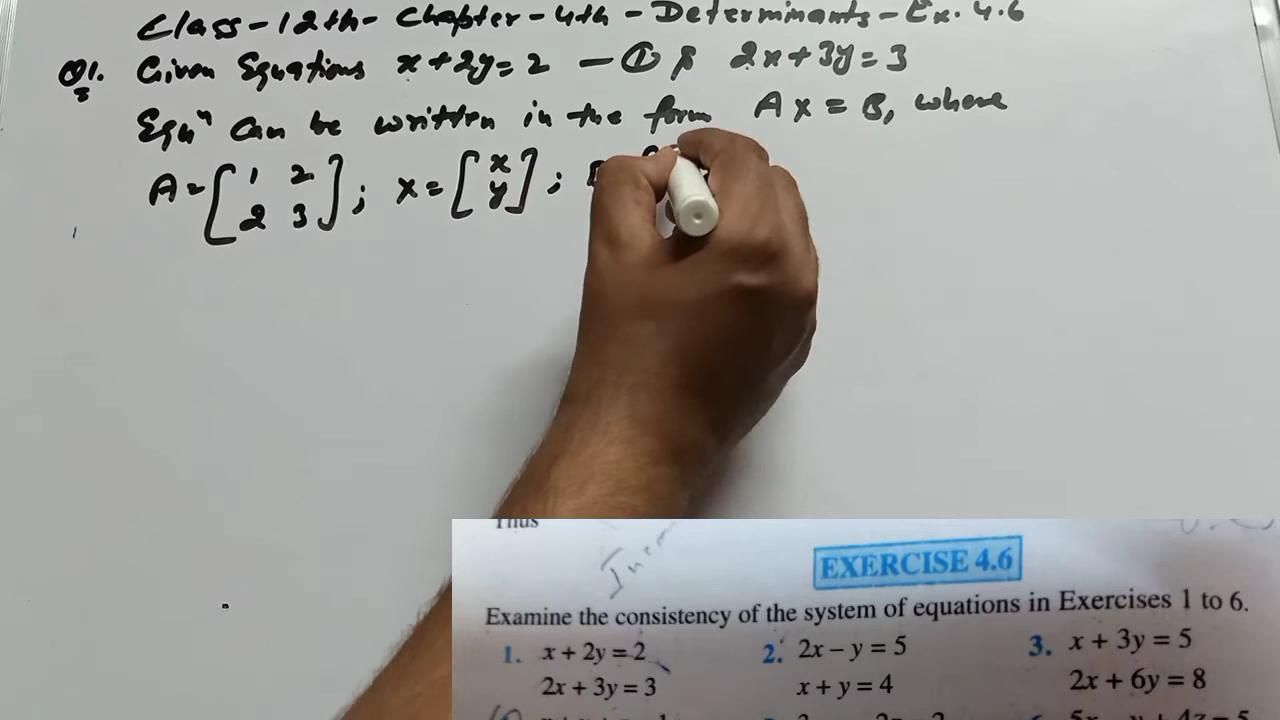 Class-12th-Chapter-4th-Determinants-Ex.4.6
Q1. Given Equations x+2y=2 —① & 2x+3y=3
Equⁿ can be written in the form AX=B, where
A=[1 2; 2 3]; X=[x y];
Thus
EXERCISE 4.6
Examine the consistency of the system of equations in Exercises 1 to 6.
1. x + 2y = 2 2. 2x – y = 5 3. x + 3y = 5
2x + 3y = 3 x + y = 4 2x + 6y = 8